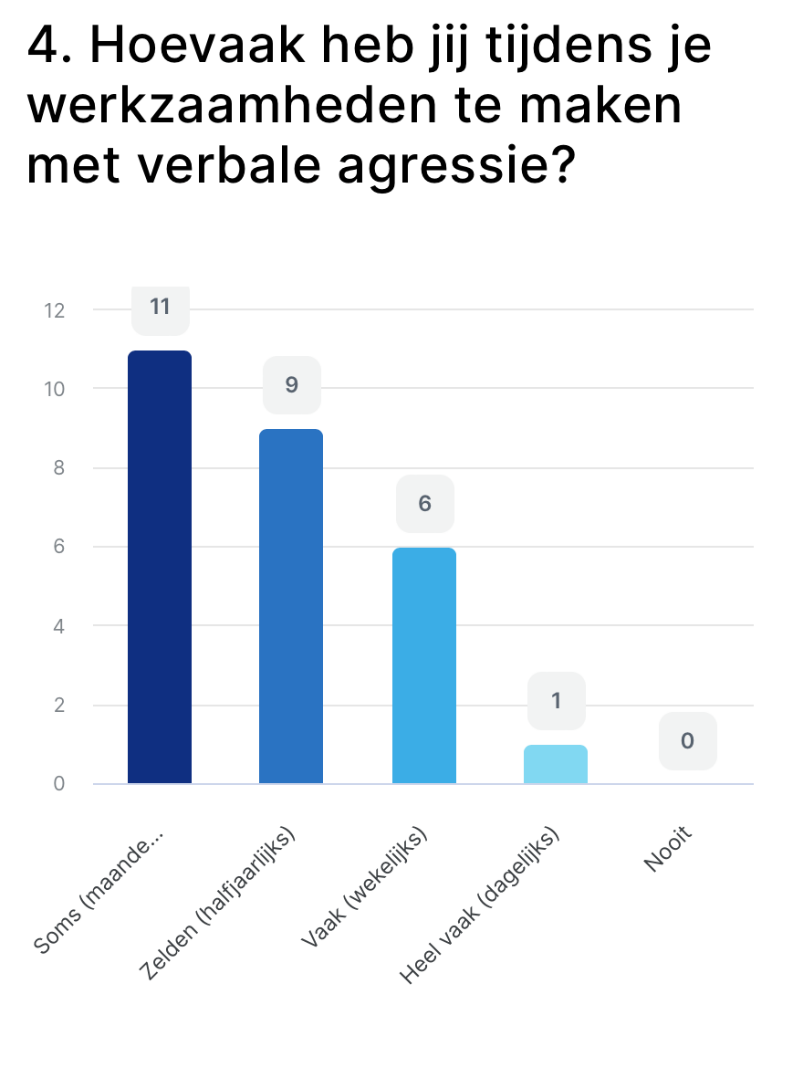 4. Hoevaak heb jij tijdens je
werkzaamheden te maken
met verbale agressie?
12
10
8
6
4
2
0
11
9
6
1
0
Soms (maande...
Zelden (halfjaarlijks)
Vaak (wekelijks)
Heel vaak (dagelijks)
Nooit